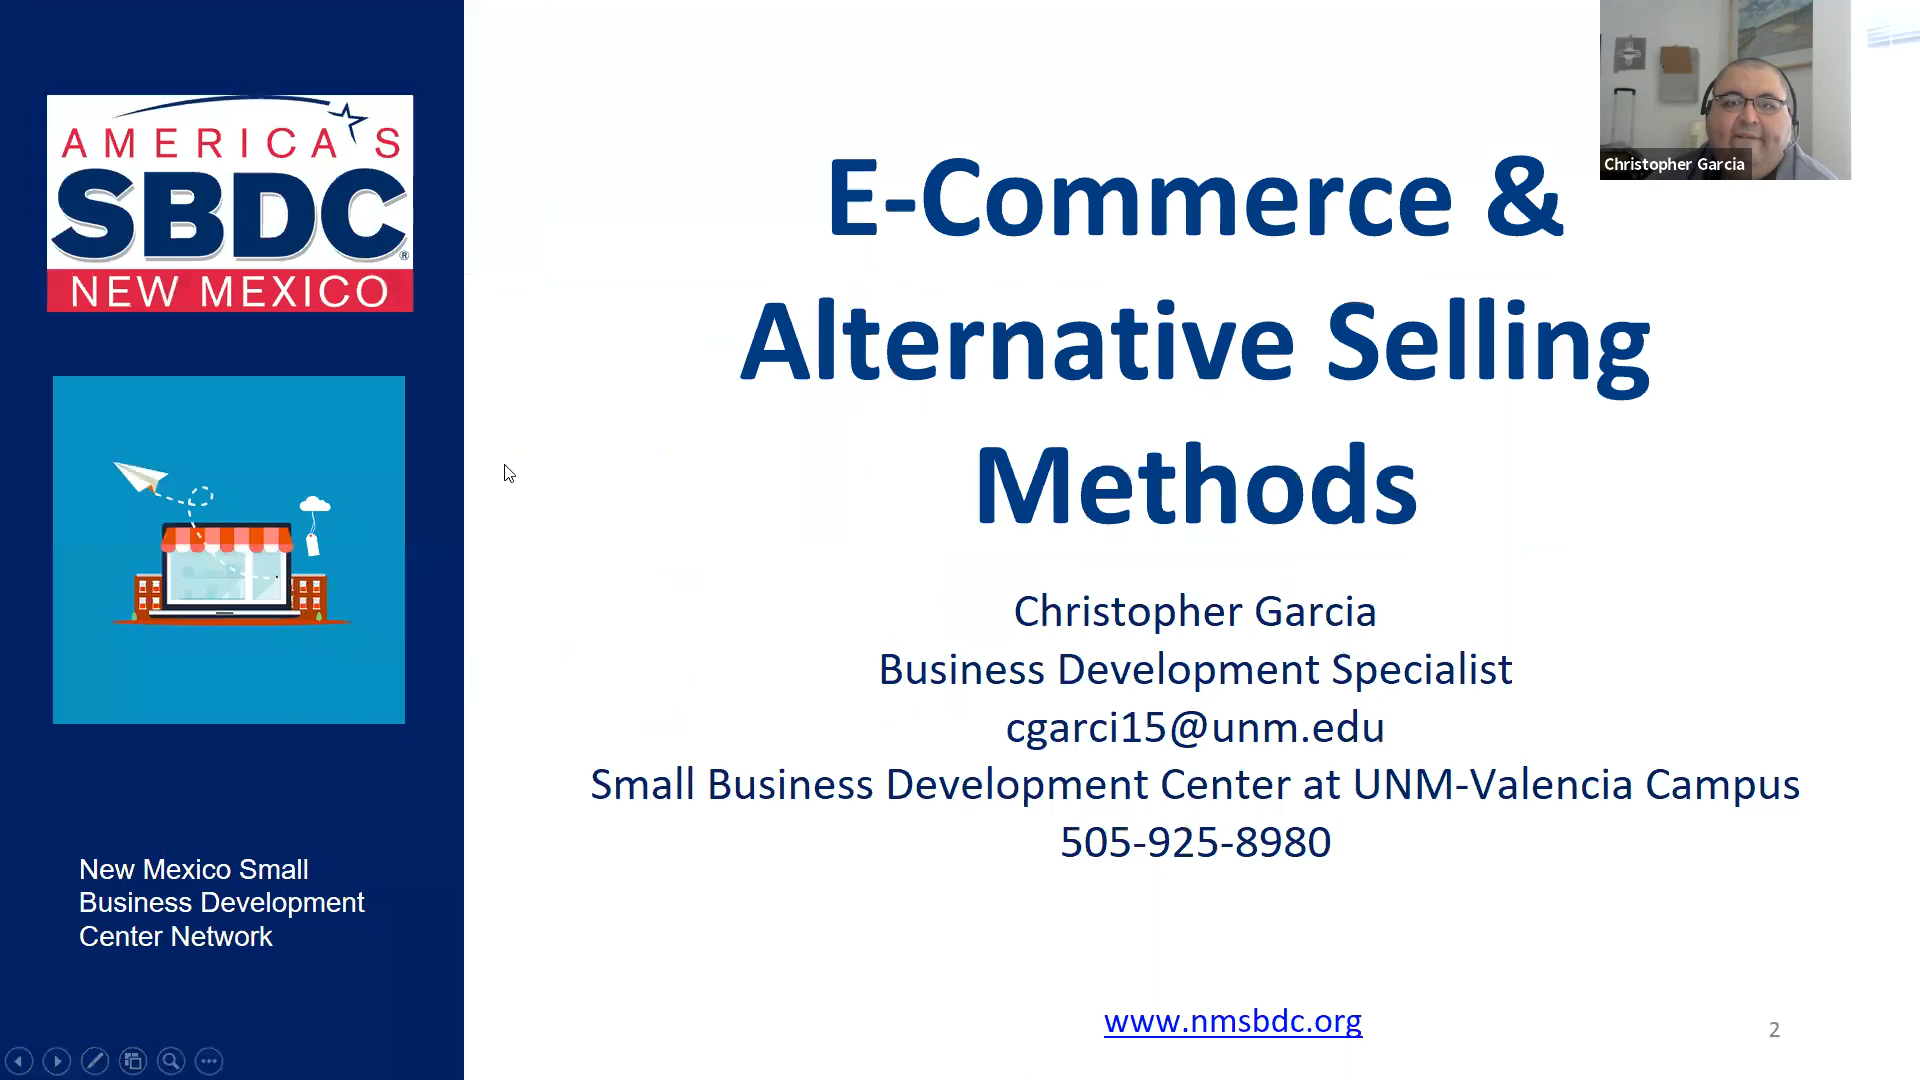 AMERICA'S
SBDC®
NEW MEXICO
New Mexico Small
Business Development
Center Network
Christopher Garcia
E-Commerce &
Alternative Selling
Methods
Christopher Garcia
Business Development Specialist
cgarci15@unm.edu
Small Business Development Center at UNM-Valencia Campus
505-925-8980
www.nmsbdc.org
2